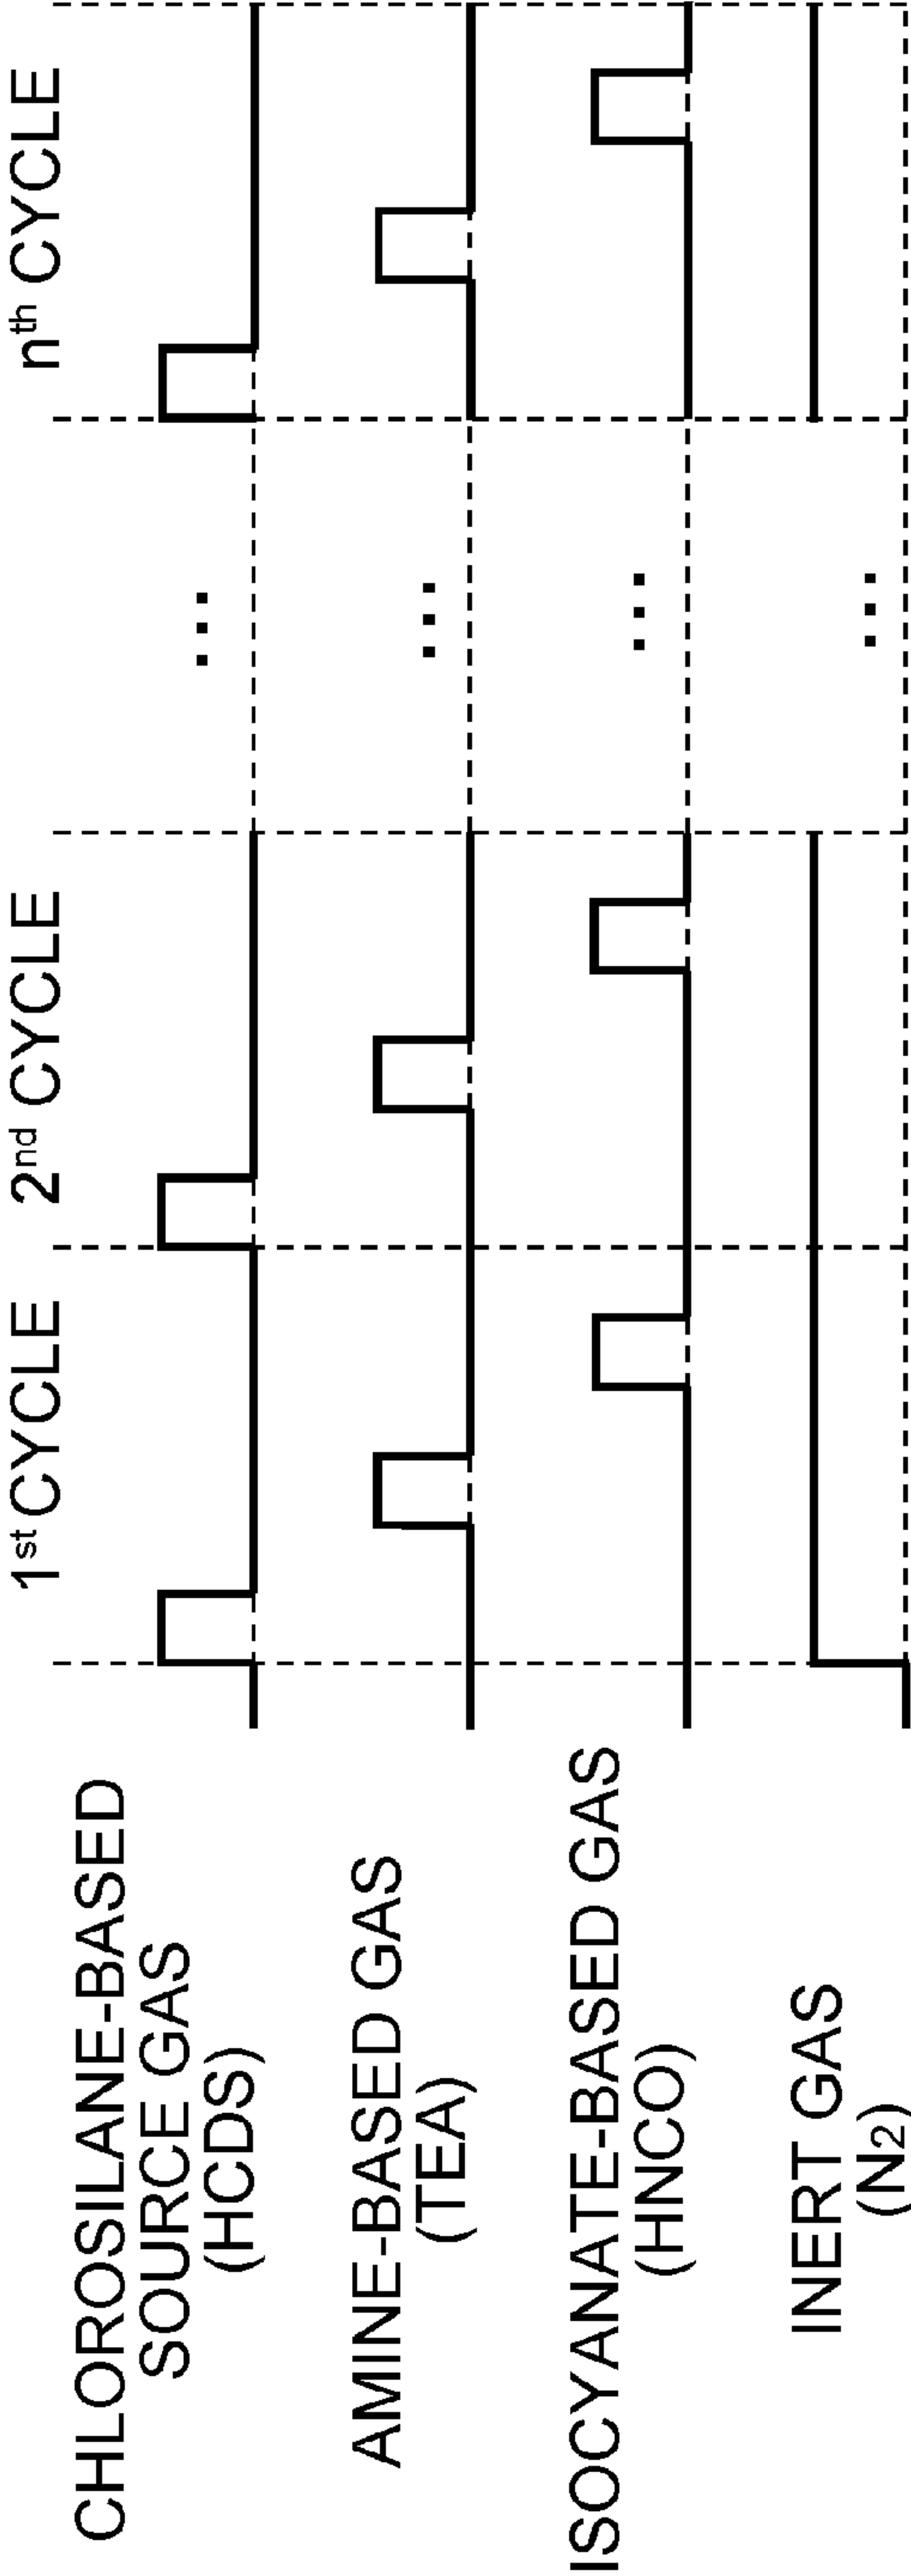 1st CYCLE
2nd CYCLE
nth CYCLE
CHLOROSILANE-BASED
SOURCE GAS
(HCDS)
...
AMINE-BASED GAS
(TEA)
...
ISOCYANATE-BASED GAS
(HNCO)
...
INERT GAS
(N2)
...